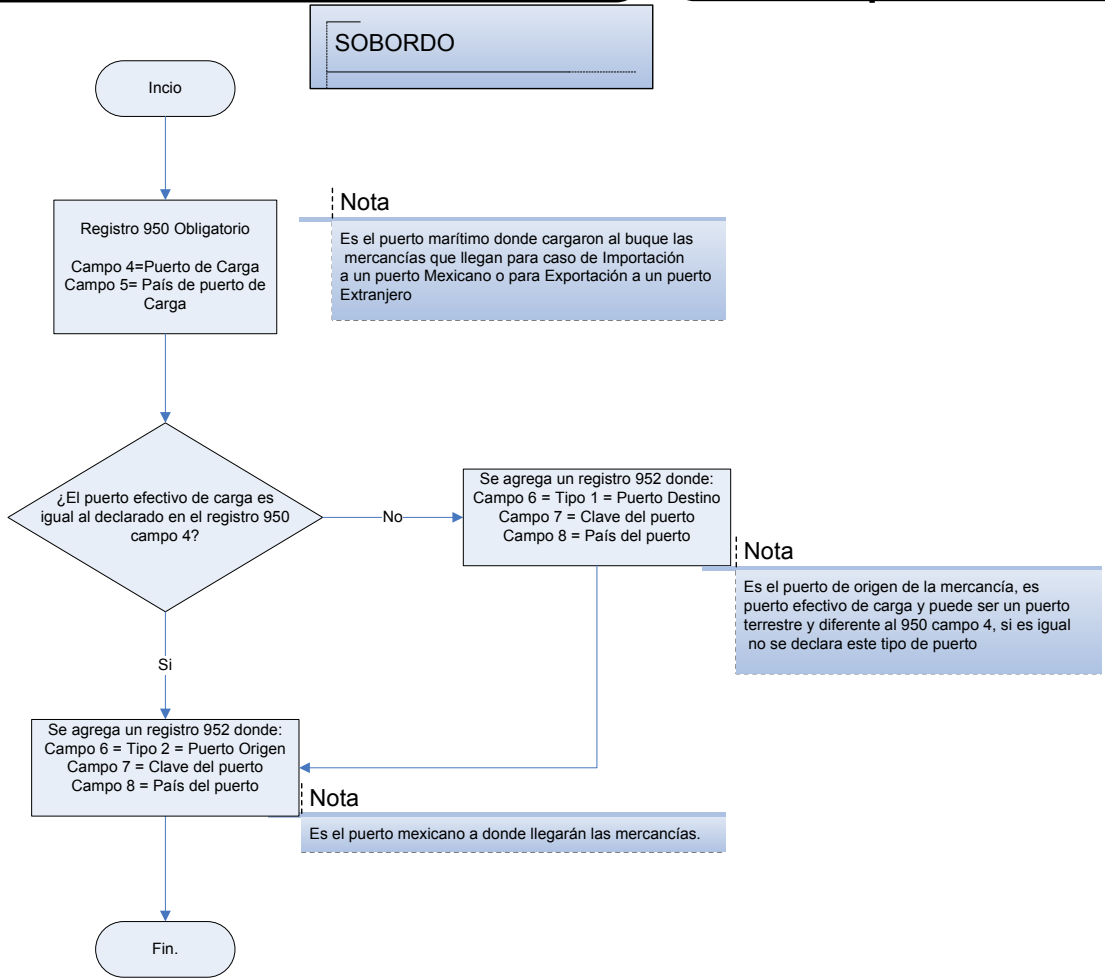 SOBORDO
Incio
Registro 950 Obligatorio
Campo 4=Puerto de Carga
Campo 5= País de puerto de
Carga
Nota
Es el puerto marítimo donde cargaron al buque las
mercancías que llegan para caso de Importación
a un puerto Mexicano o para Exportación a un puerto
Extranjero
¿El puerto efectivo de carga es
igual al declarado en el registro 950
campo 4?
No
Se agrega un registro 952 donde:
Campo 6 = Tipo 1 = Puerto Destino
Campo 7 = Clave del puerto
Campo 8 = País del puerto
Nota
Es el puerto de origen de la mercancía, es
puerto efectivo de carga y puede ser un puerto
terrestre y diferente al 950 campo 4, si es igual
no se declara este tipo de puerto
Si
Se agrega un registro 952 donde:
Campo 6 = Tipo 2 = Puerto Origen
Campo 7 = Clave del puerto
Campo 8 = País del puerto
Nota
Es el puerto mexicano a donde llegarán las mercancías.
Fin.